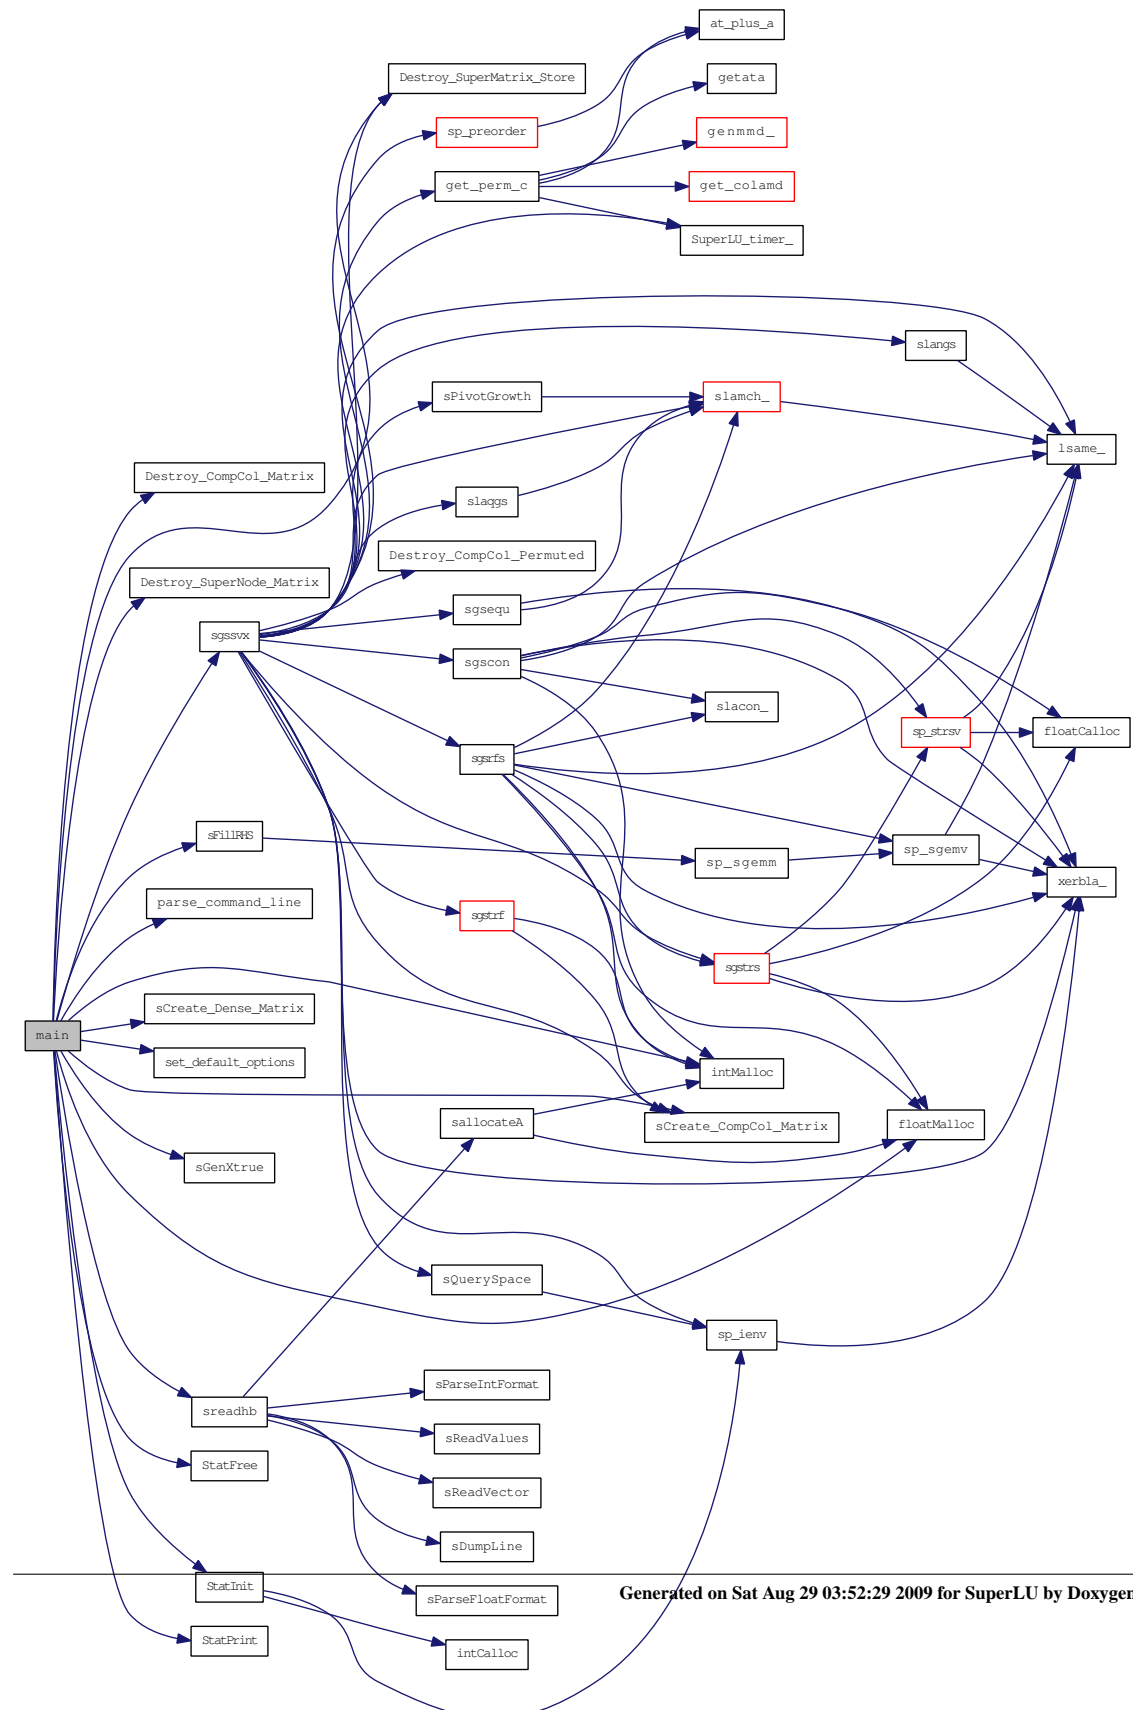 at_plus_a
Destroy_SuperMatrix_Store
getata
sp_preorder
genmmd_
get_perm_c
get_colamd
SuperLU_timer_
slangs
sPivotGrowth
slamch_
lsame_
Destroy_CompCol_Matrix
slaqgs
Destroy_CompCol_Permuted
Destroy_SuperNode_Matrix
sgsequ
sgssvx
sgscon
slacon_
sp_strsv
floatCalloc
sgsrfs
sFillRHS
sp_sgemm
sp_sgemv
xerbla_
parse_command_line
sgstrf
sgstrs
sCreate_Dense_Matrix
main
set_default_options
intMalloc
sallocateA
sCreate_CompCol_Matrix
floatMalloc
sGenXtrue
sQuerySpace
sp_ienv
sParseIntFormat
sreadhb
sReadValues
StatFree
sReadVector
sDumpLine
StatInit
sParseFloatFormat
Generated on Sat Aug 29 03:52:29 2009 for SuperLU by Doxygen
StatPrint
intCalloc